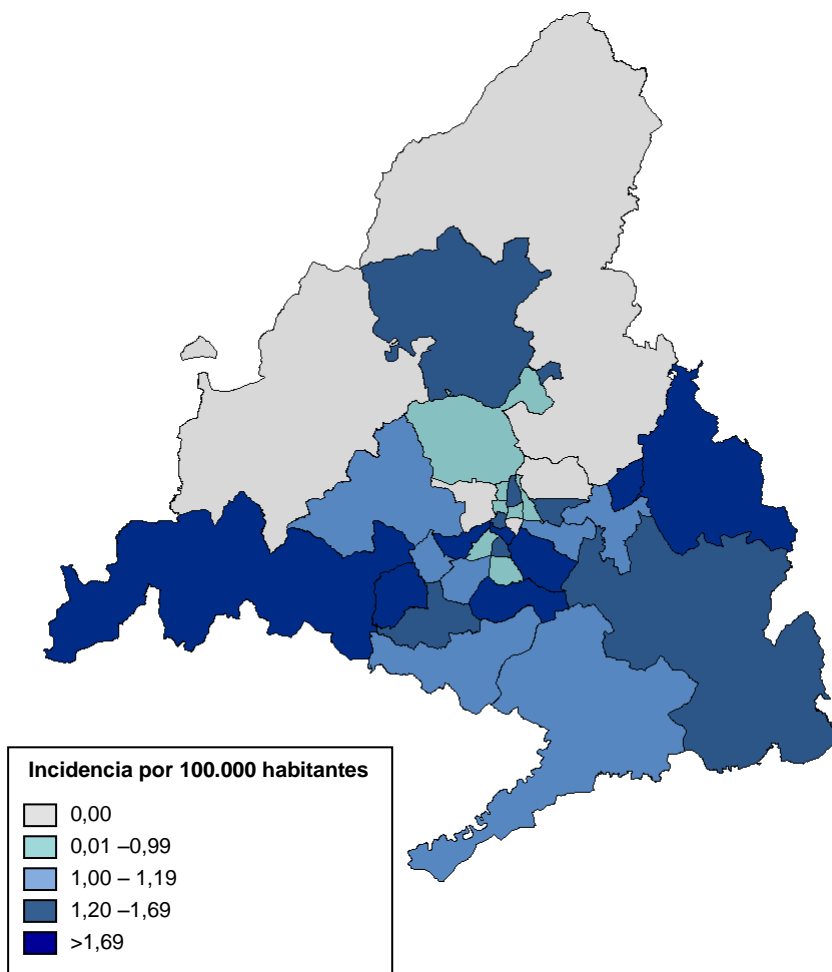 Incidencia por 100.000 habitantes
0,00
0,01 –0,99
1,00 – 1,19
1,20 –1,69
>1,69